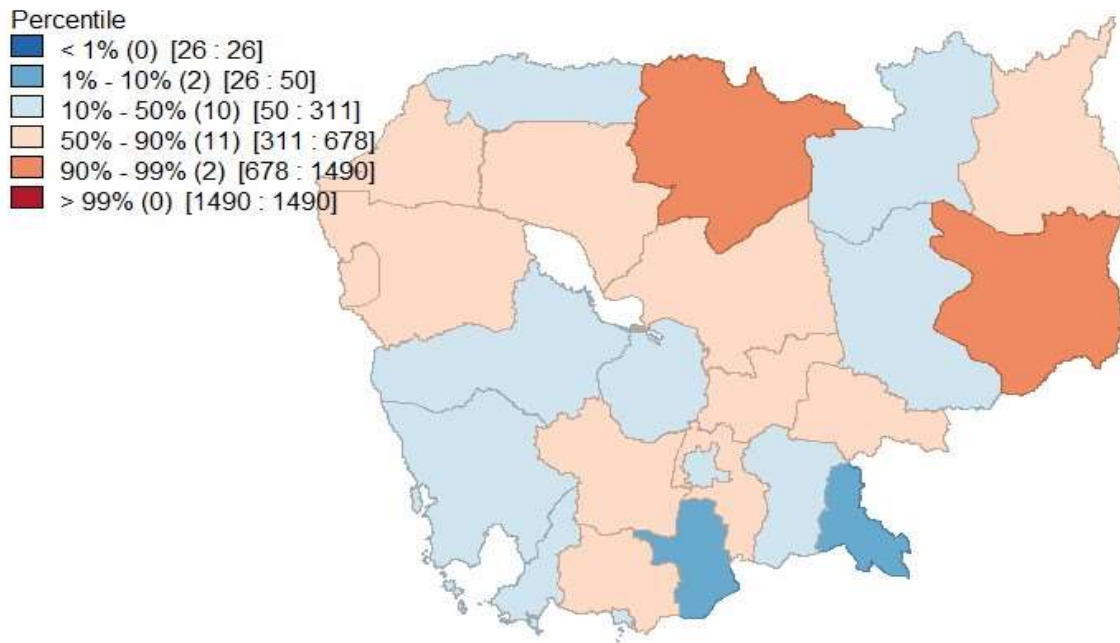 Percentile
< 1% (0) [26 : 26]
1% - 10% (2) [26 : 50]
10% - 50% (10) [50 : 311]
50% - 90% (11) [311 : 678]
90% - 99% (2) [678 : 1490]
> 99% (0) [1490 : 1490]